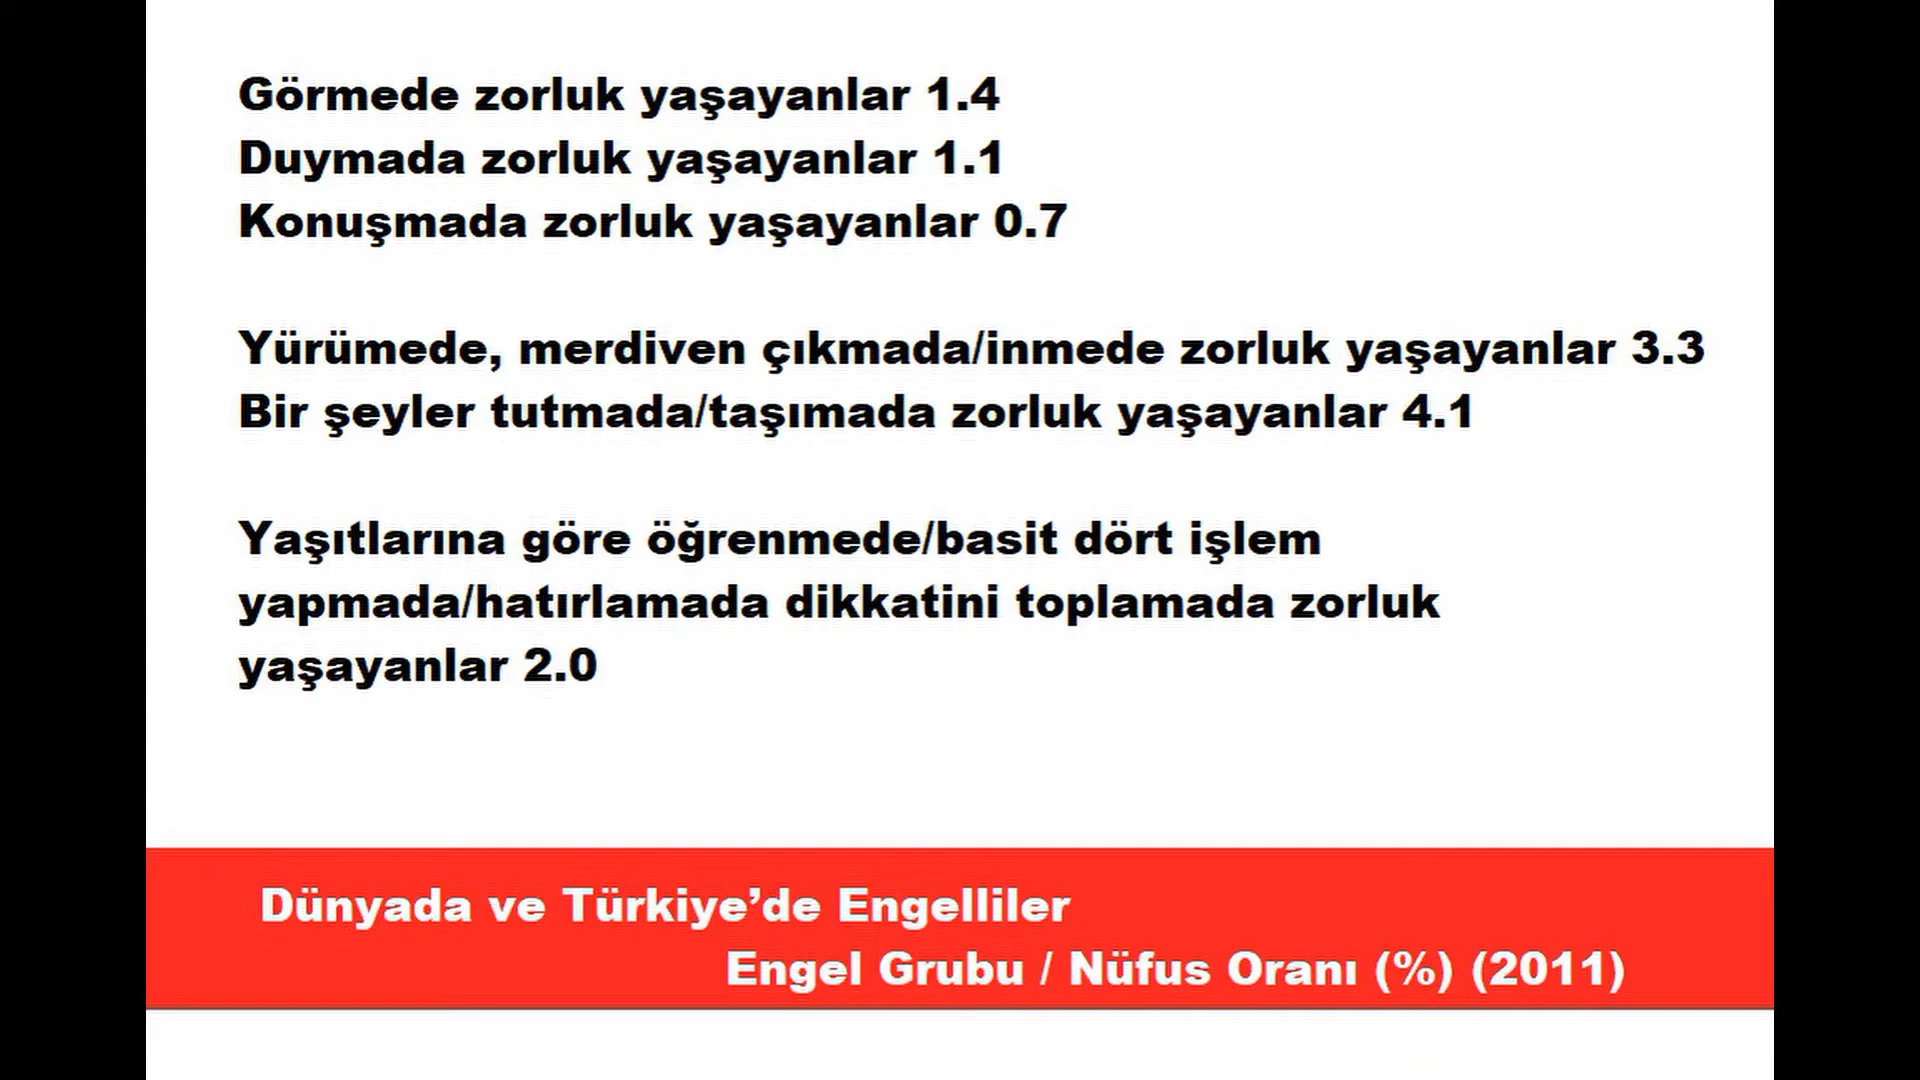 Görmede zorluk yaşayanlar 1.4
Duymada zorluk yaşayanlar 1.1
Konuşmada zorluk yaşayanlar 0.7
Yürümede, merdiven çıkmada/inmede zorluk yaşayanlar 3.3
Bir şeyler tutmada/taşımada zorluk yaşayanlar 4.1
Yaşıtlarına göre öğrenmede/basit dört işlem
yapmada/hatırlamada dikkatini toplamada zorluk
yaşayanlar 2.0
Dünyada ve Türkiye’de Engelliler
Engel Grubu / Nüfus Oranı (%) (2011)